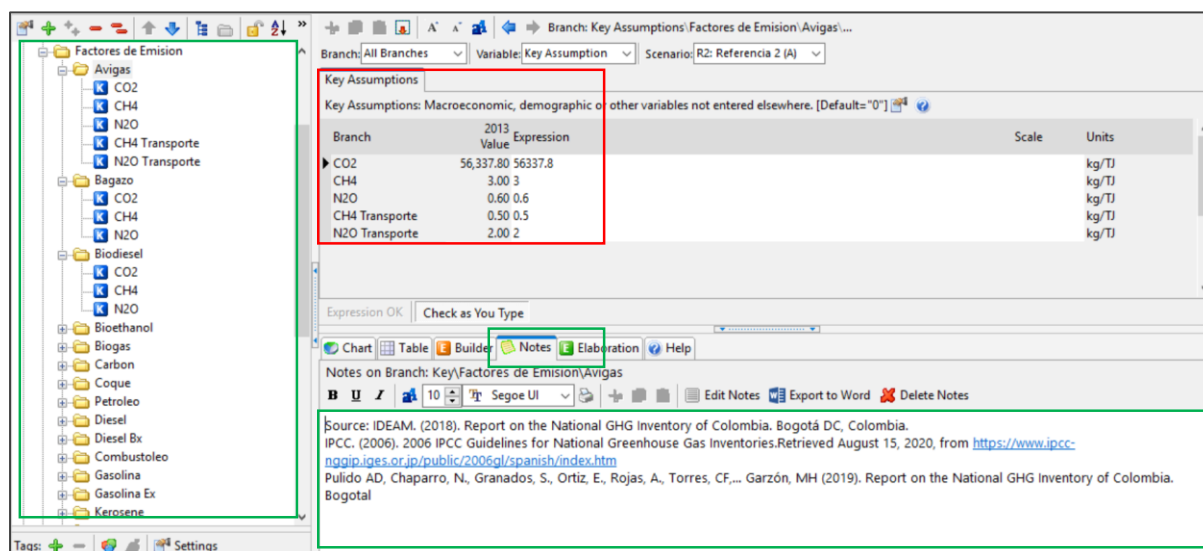 Factores de Emision
Avigas
CO2
CH4
N2O
CH4 Transporte
N2O Transporte
Bagazo
CO2
CH4
N2O
Biodiesel
CO2
CH4
N2O
Bioethanol
Biogas
Carbon
Coque
Petroleo
Diesel
Diesel Bx
Combustoleo
Gasolina
Gasolina Ex
Kerosene
Tags: Settings
Branch: Key Assumptions\Factores de Emision\Avigas\...
Branch: All Branches Variable: Key Assumption Scenario: R2: Referencia 2 (A)
Key Assumptions
Key Assumptions: Macroeconomic, demographic or other variables not entered elsewhere. [Default="0"]
Branch 2013 Value Expression Scale Units
CO2 56,337.80 56337.8 kg/TJ
CH4 3.00 3 kg/TJ
N2O 0.60 0.6 kg/TJ
CH4 Transporte 0.50 0.5 kg/TJ
N2O Transporte 2.00 2 kg/TJ
Expression OK Check as You Type
Chart Table Builder Notes Elaboration Help
Notes on Branch: Key\Factores de Emision\Avigas
B U I 10 Segoe UI Edit Notes Export to Word Delete Notes
Source: IDEAM. (2018). Report on the National GHG Inventory of Colombia. Bogotá DC, Colombia.
IPCC. (2006). 2006 IPCC Guidelines for National Greenhouse Gas Inventories.Retrieved August 15, 2020, from https://www.ipcc-
nggip.iges.or.jp/public/2006gl/spanish/index.htm
Pulido AD, Chaparro, N., Granados, S., Ortiz, E., Rojas, A., Torres, CF,... Garzón, MH (2019). Report on the National GHG Inventory of Colombia.
Bogotal